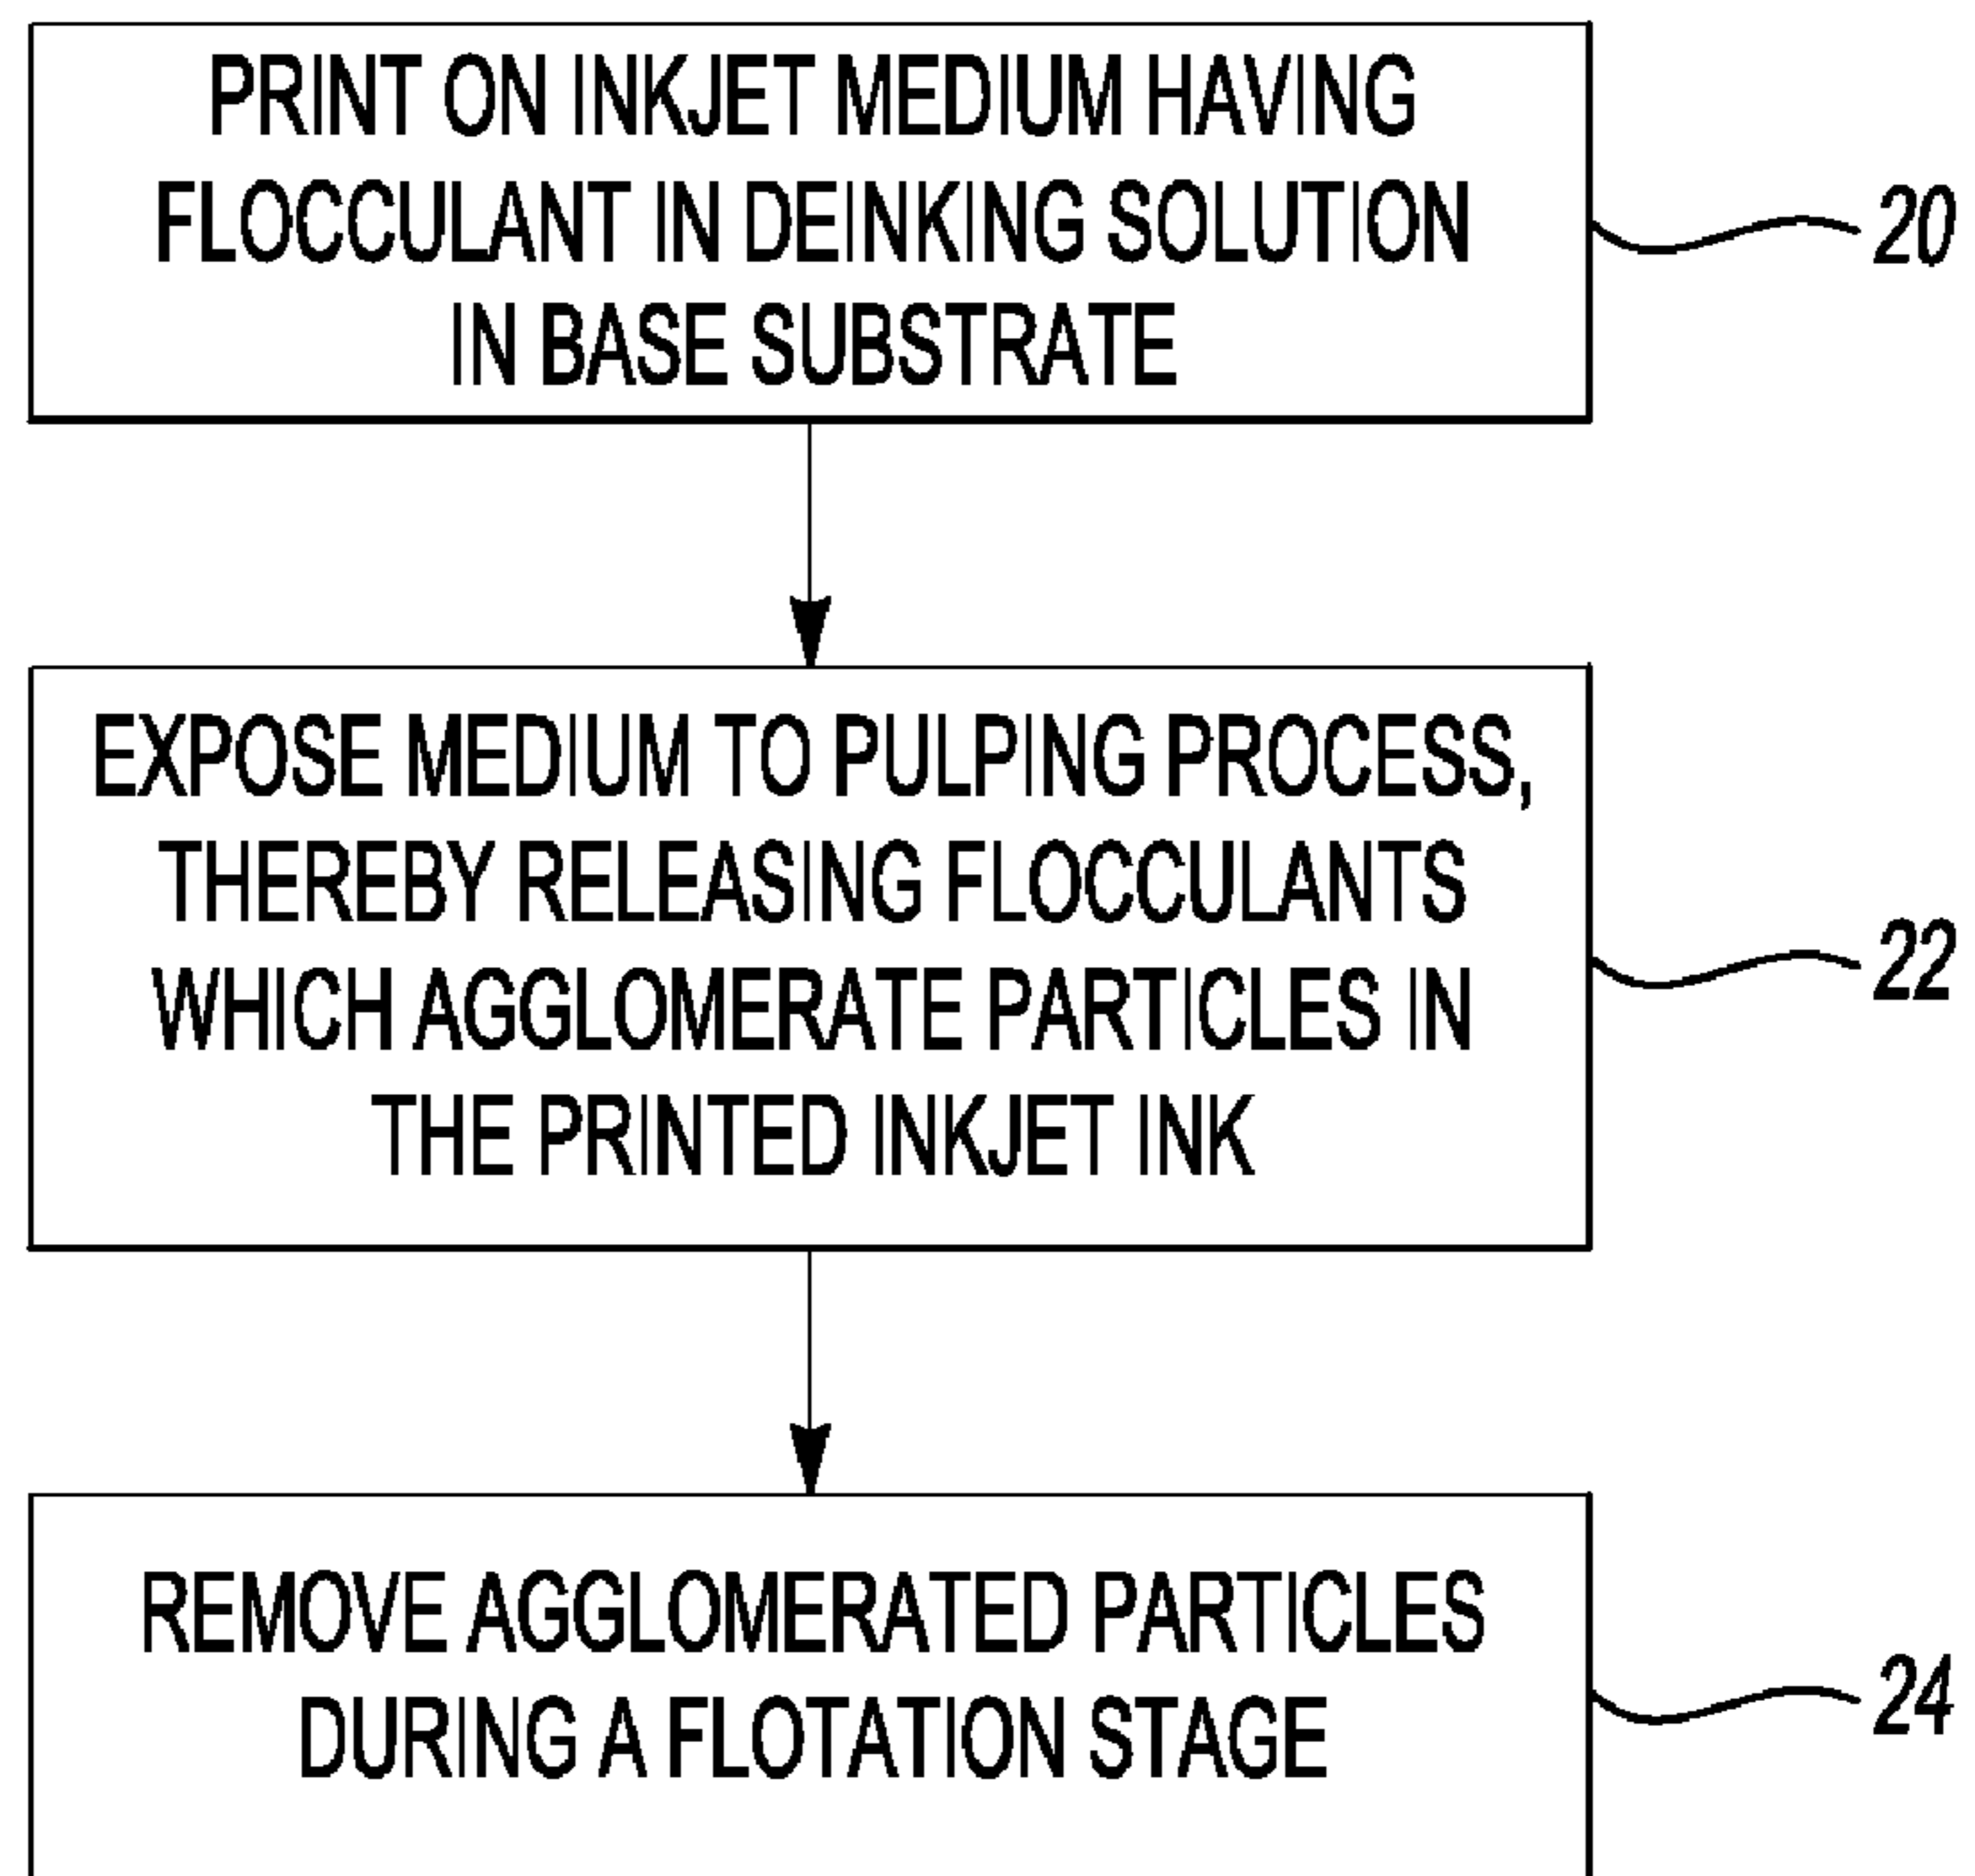 PRINT ON INKJET MEDIUM HAVING
FLOCCULANT IN DEINKING SOLUTION
IN BASE SUBSTRATE
20
EXPOSE MEDIUM TO PULPING PROCESS,
THEREBY RELEASING FLOCCULANTS
WHICH AGGLOMERATE PARTICLES IN
THE PRINTED INKJET INK
22
REMOVE AGGLOMERATED PARTICLES
DURING A FLOTATION STAGE
24